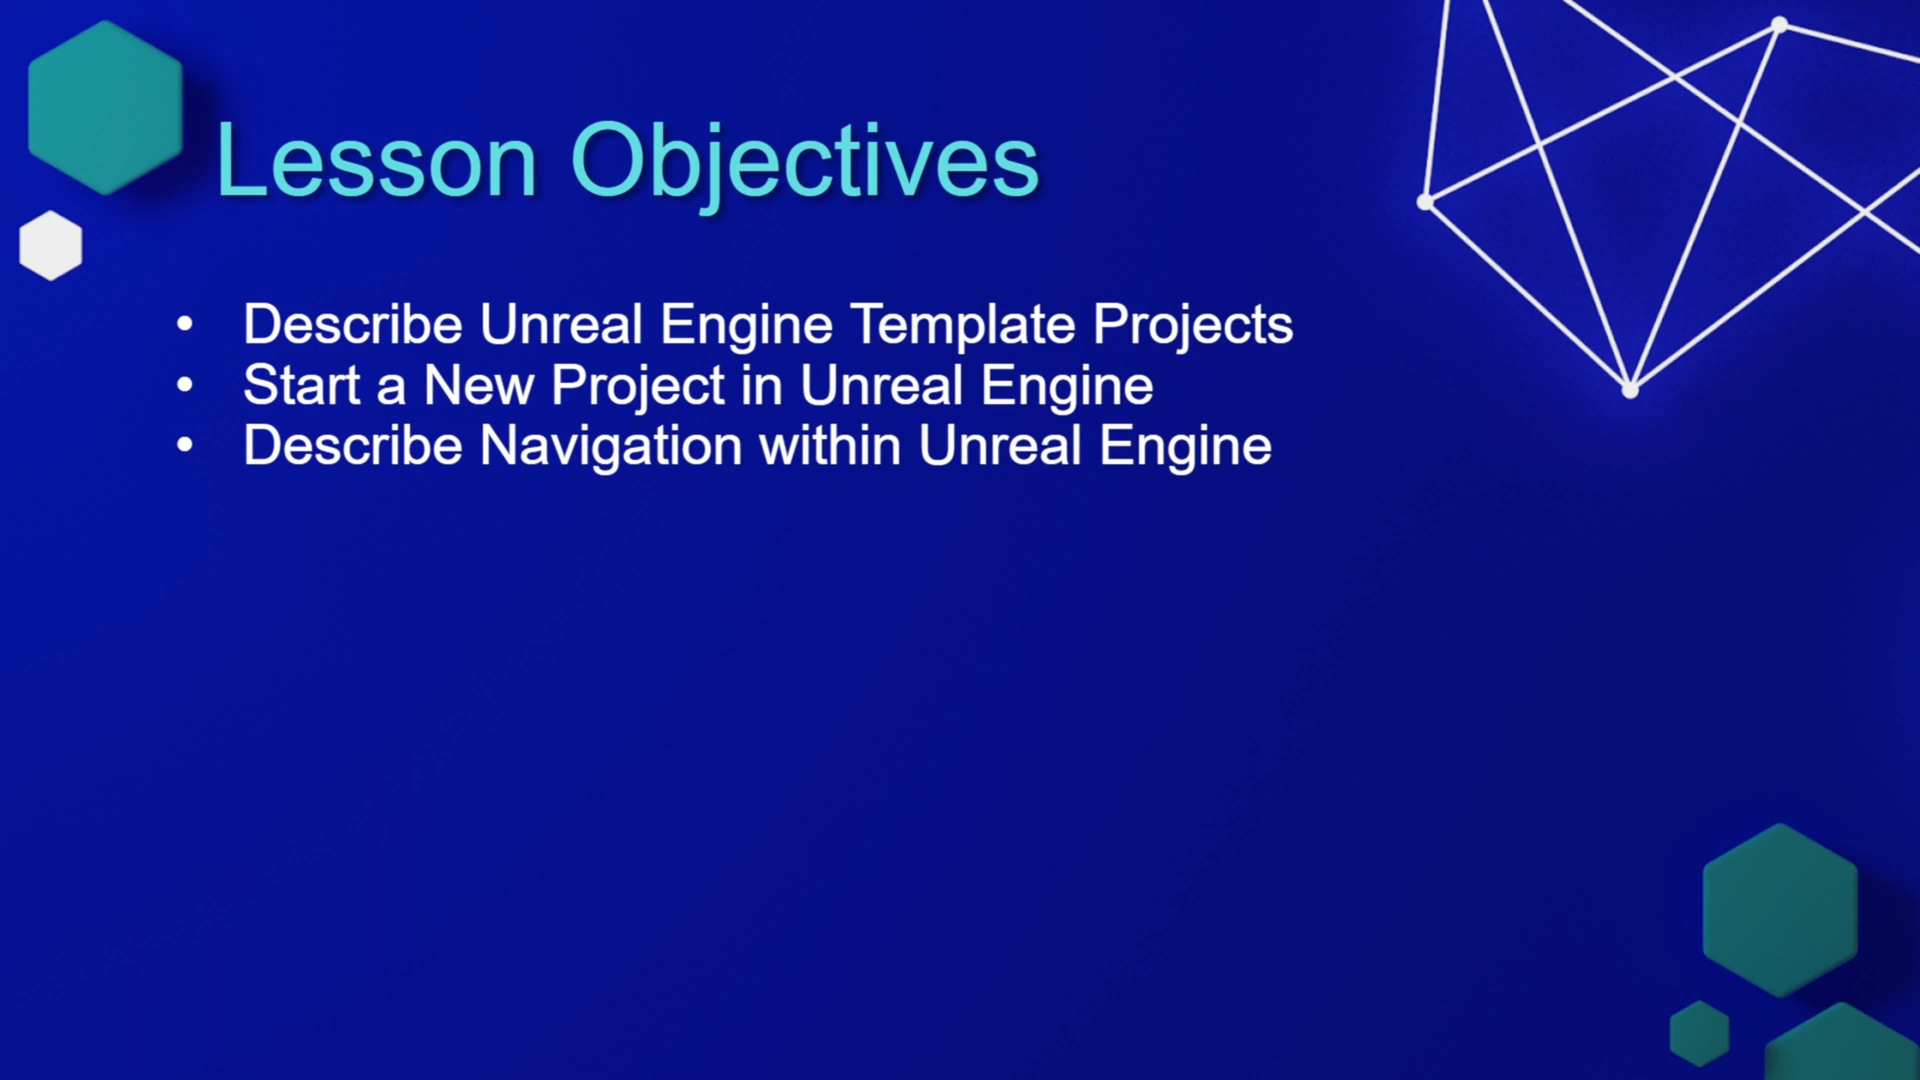 Lesson Objectives
• Describe Unreal Engine Template Projects
• Start a New Project in Unreal Engine
• Describe Navigation within Unreal Engine